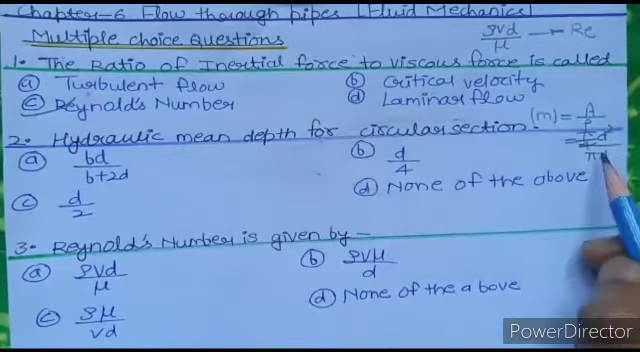 Chapter-6 Flow thorough pipes [Fluid Mechanics]
Multiple choice Questions
ρvd/μ → Re
1. The Ratio of Inertial force to viscous force is called
(a) Turbulent flow
(b) Critical velocity
(c) Reynold's Number
(d) Laminar flow
2. Hydraulic mean depth for circular section.
(m) = A/P
(a) bd/b+2d
(b) d/4
(c) d/2
(d) None of the above
3. Reynold's Number is given by -
(a) ρvd/μ
(b) ρvμ/d
(c) ρμ/vd
(d) None of the above
PowerDirector